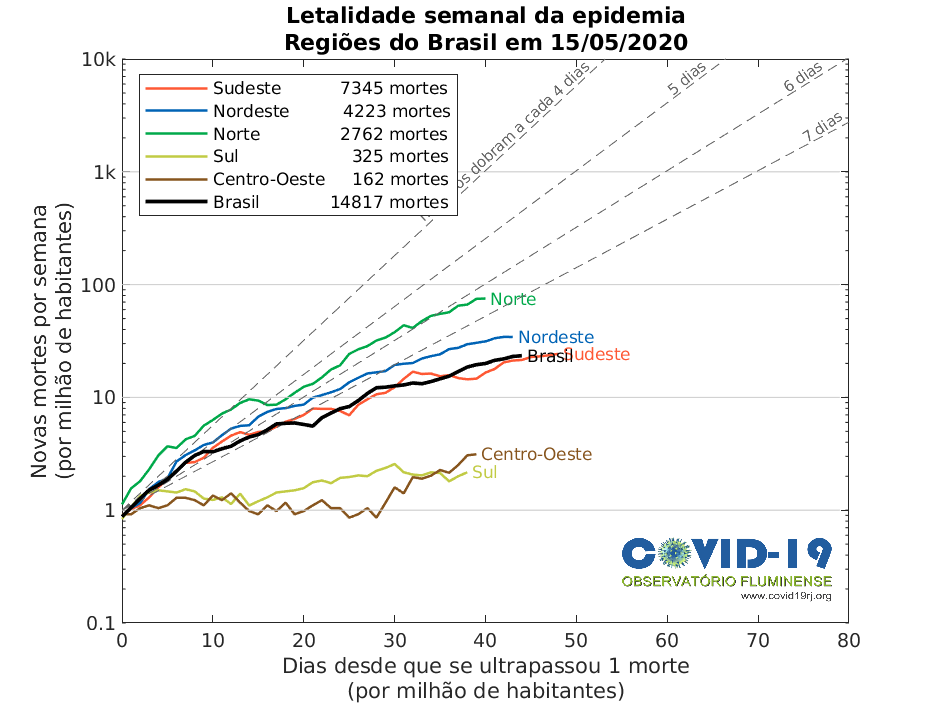 Letalidade semanal da epidemia
Regiões do Brasil em 15/05/2020
Novas mortes por semana
(por milhão de habitantes)
10k
1k
100
10
1
0.1
Sudeste 7345 mortes
Nordeste 4223 mortes
Norte 2762 mortes
Sul 325 mortes
Centro-Oeste 162 mortes
Brasil 14817 mortes
os dobram a cada 4 dias
5 dias
6 dias
7 dias
Norte
Nordeste
Brasil
Sudeste
Centro-Oeste
Sul
COVID-19
OBSERVATÓRIO FLUMINENSE
www.covid19rj.org
0 10 20 30 40 50 60 70 80
Dias desde que se ultrapassou 1 morte
(por milhão de habitantes)